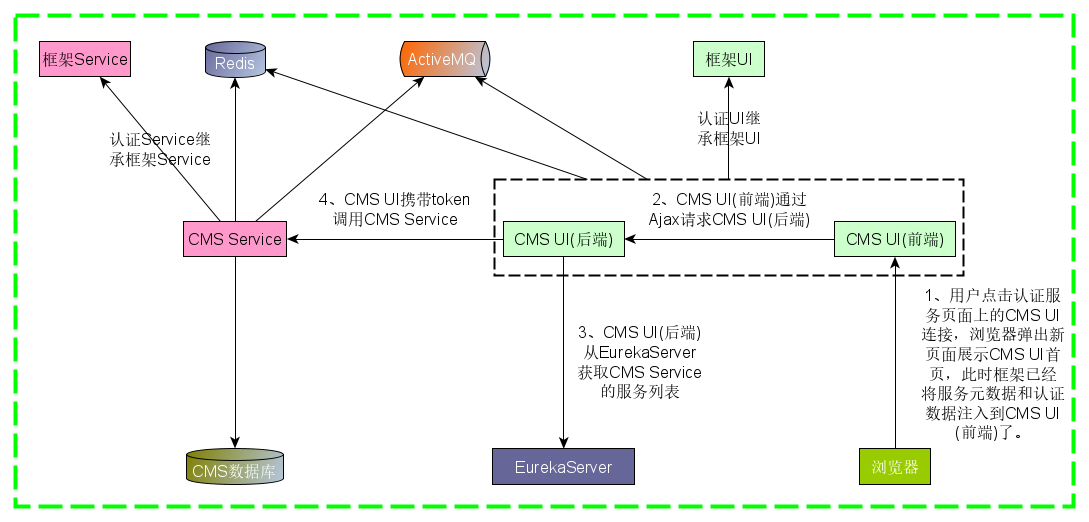 框架Service
Redis
ActiveMQ
框架UI
认证Service继
承框架Service
认证UI继
承框架UI
4、CMS UI携带token
调用CMS Service
2、CMS UI(前端)通过
Ajax请求CMS UI(后端)
CMS Service
CMS UI(后端)
CMS UI(前端)
1、用户点击认证服
务页面上的CMS UI
连接，浏览器弹出新
页面展示CMS UI首
页，此时框架已经
将服务元数据和认证
数据注入到CMS UI
(前端)了。
3、CMS UI(后端)
从EurekaServer
获取CMS Service
的服务列表
CMS数据库
EurekaServer
浏览器